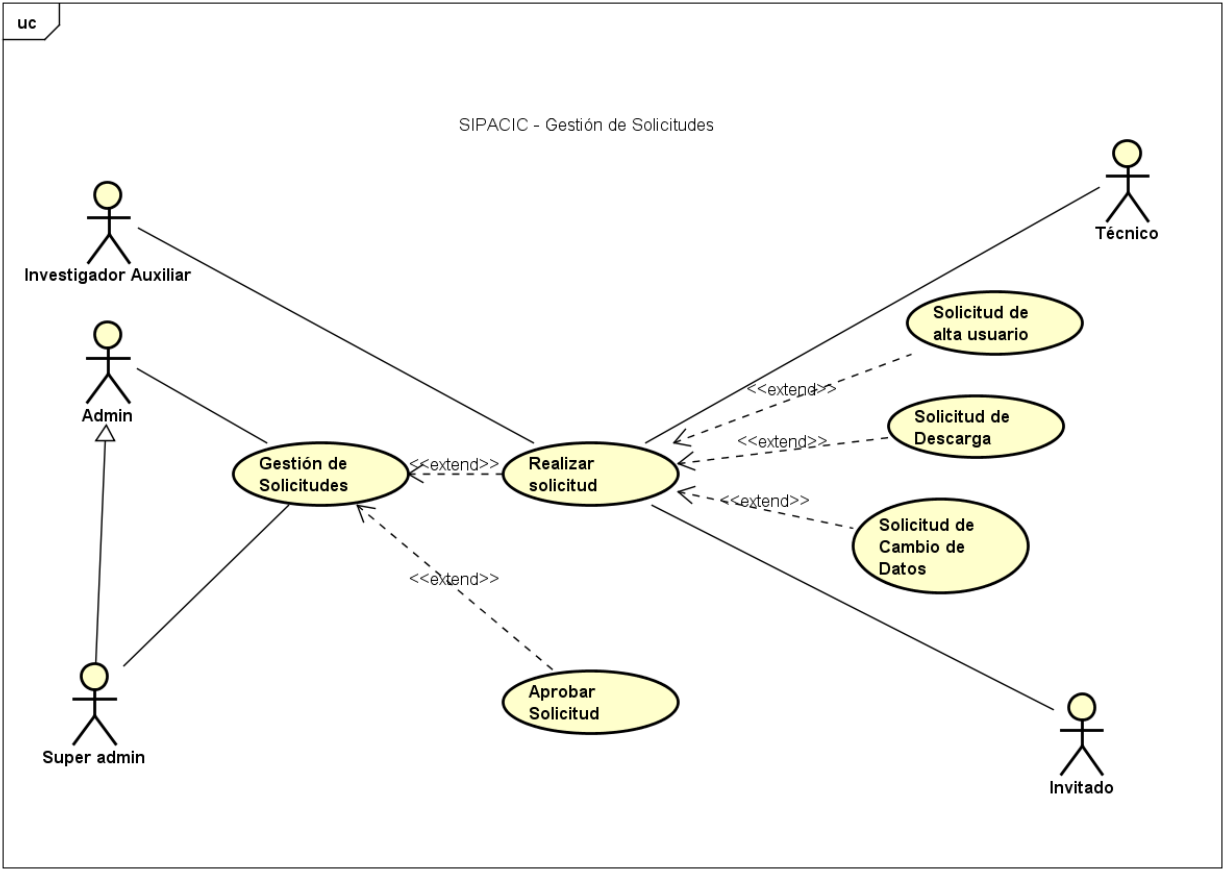 uc
SIPACIC - Gestión de Solicitudes
Técnico
Investigador Auxiliar
Solicitud de
alta usuario
<<extend>>
Admin
Solicitud de
Descarga
<<extend>>
Gestión de
Solicitudes
<<extend>>
Realizar
solicitud
<<extend>>
Solicitud de
Cambio de
Datos
<<extend>>
Aprobar
Solicitud
Super admin
Invitado